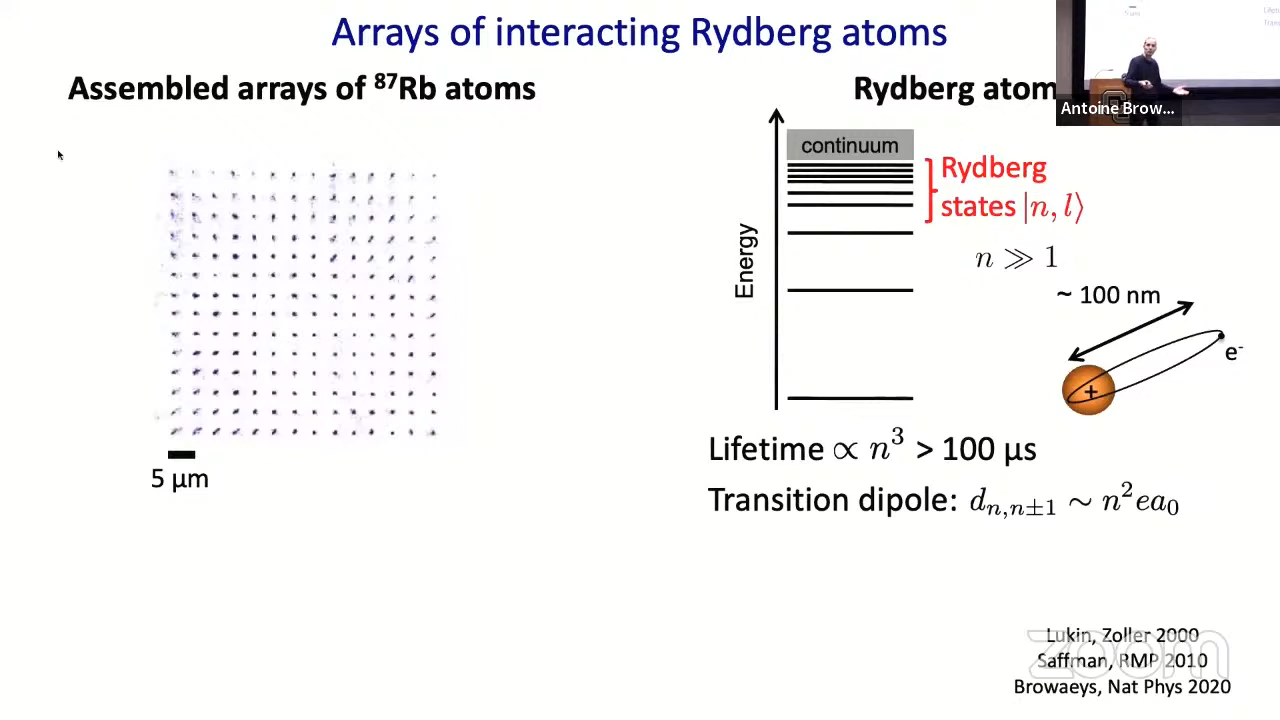 Arrays of interacting Rydberg atoms
Assembled arrays of ⁸⁷Rb atoms
5 µm
Rydberg atom
Antoine Brow...
continuum
Energy
Rydberg
states |n, l⟩
n ≫ 1
~ 100 nm
e⁻
+
Lifetime ∝ n³ > 100 µs
Transition dipole: dₙ,ₙ±₁ ∼ n²ea₀
Lukin, Zoller 2000
Saffman, RMP 2010
Browaeys, Nat Phys 2020
zoom